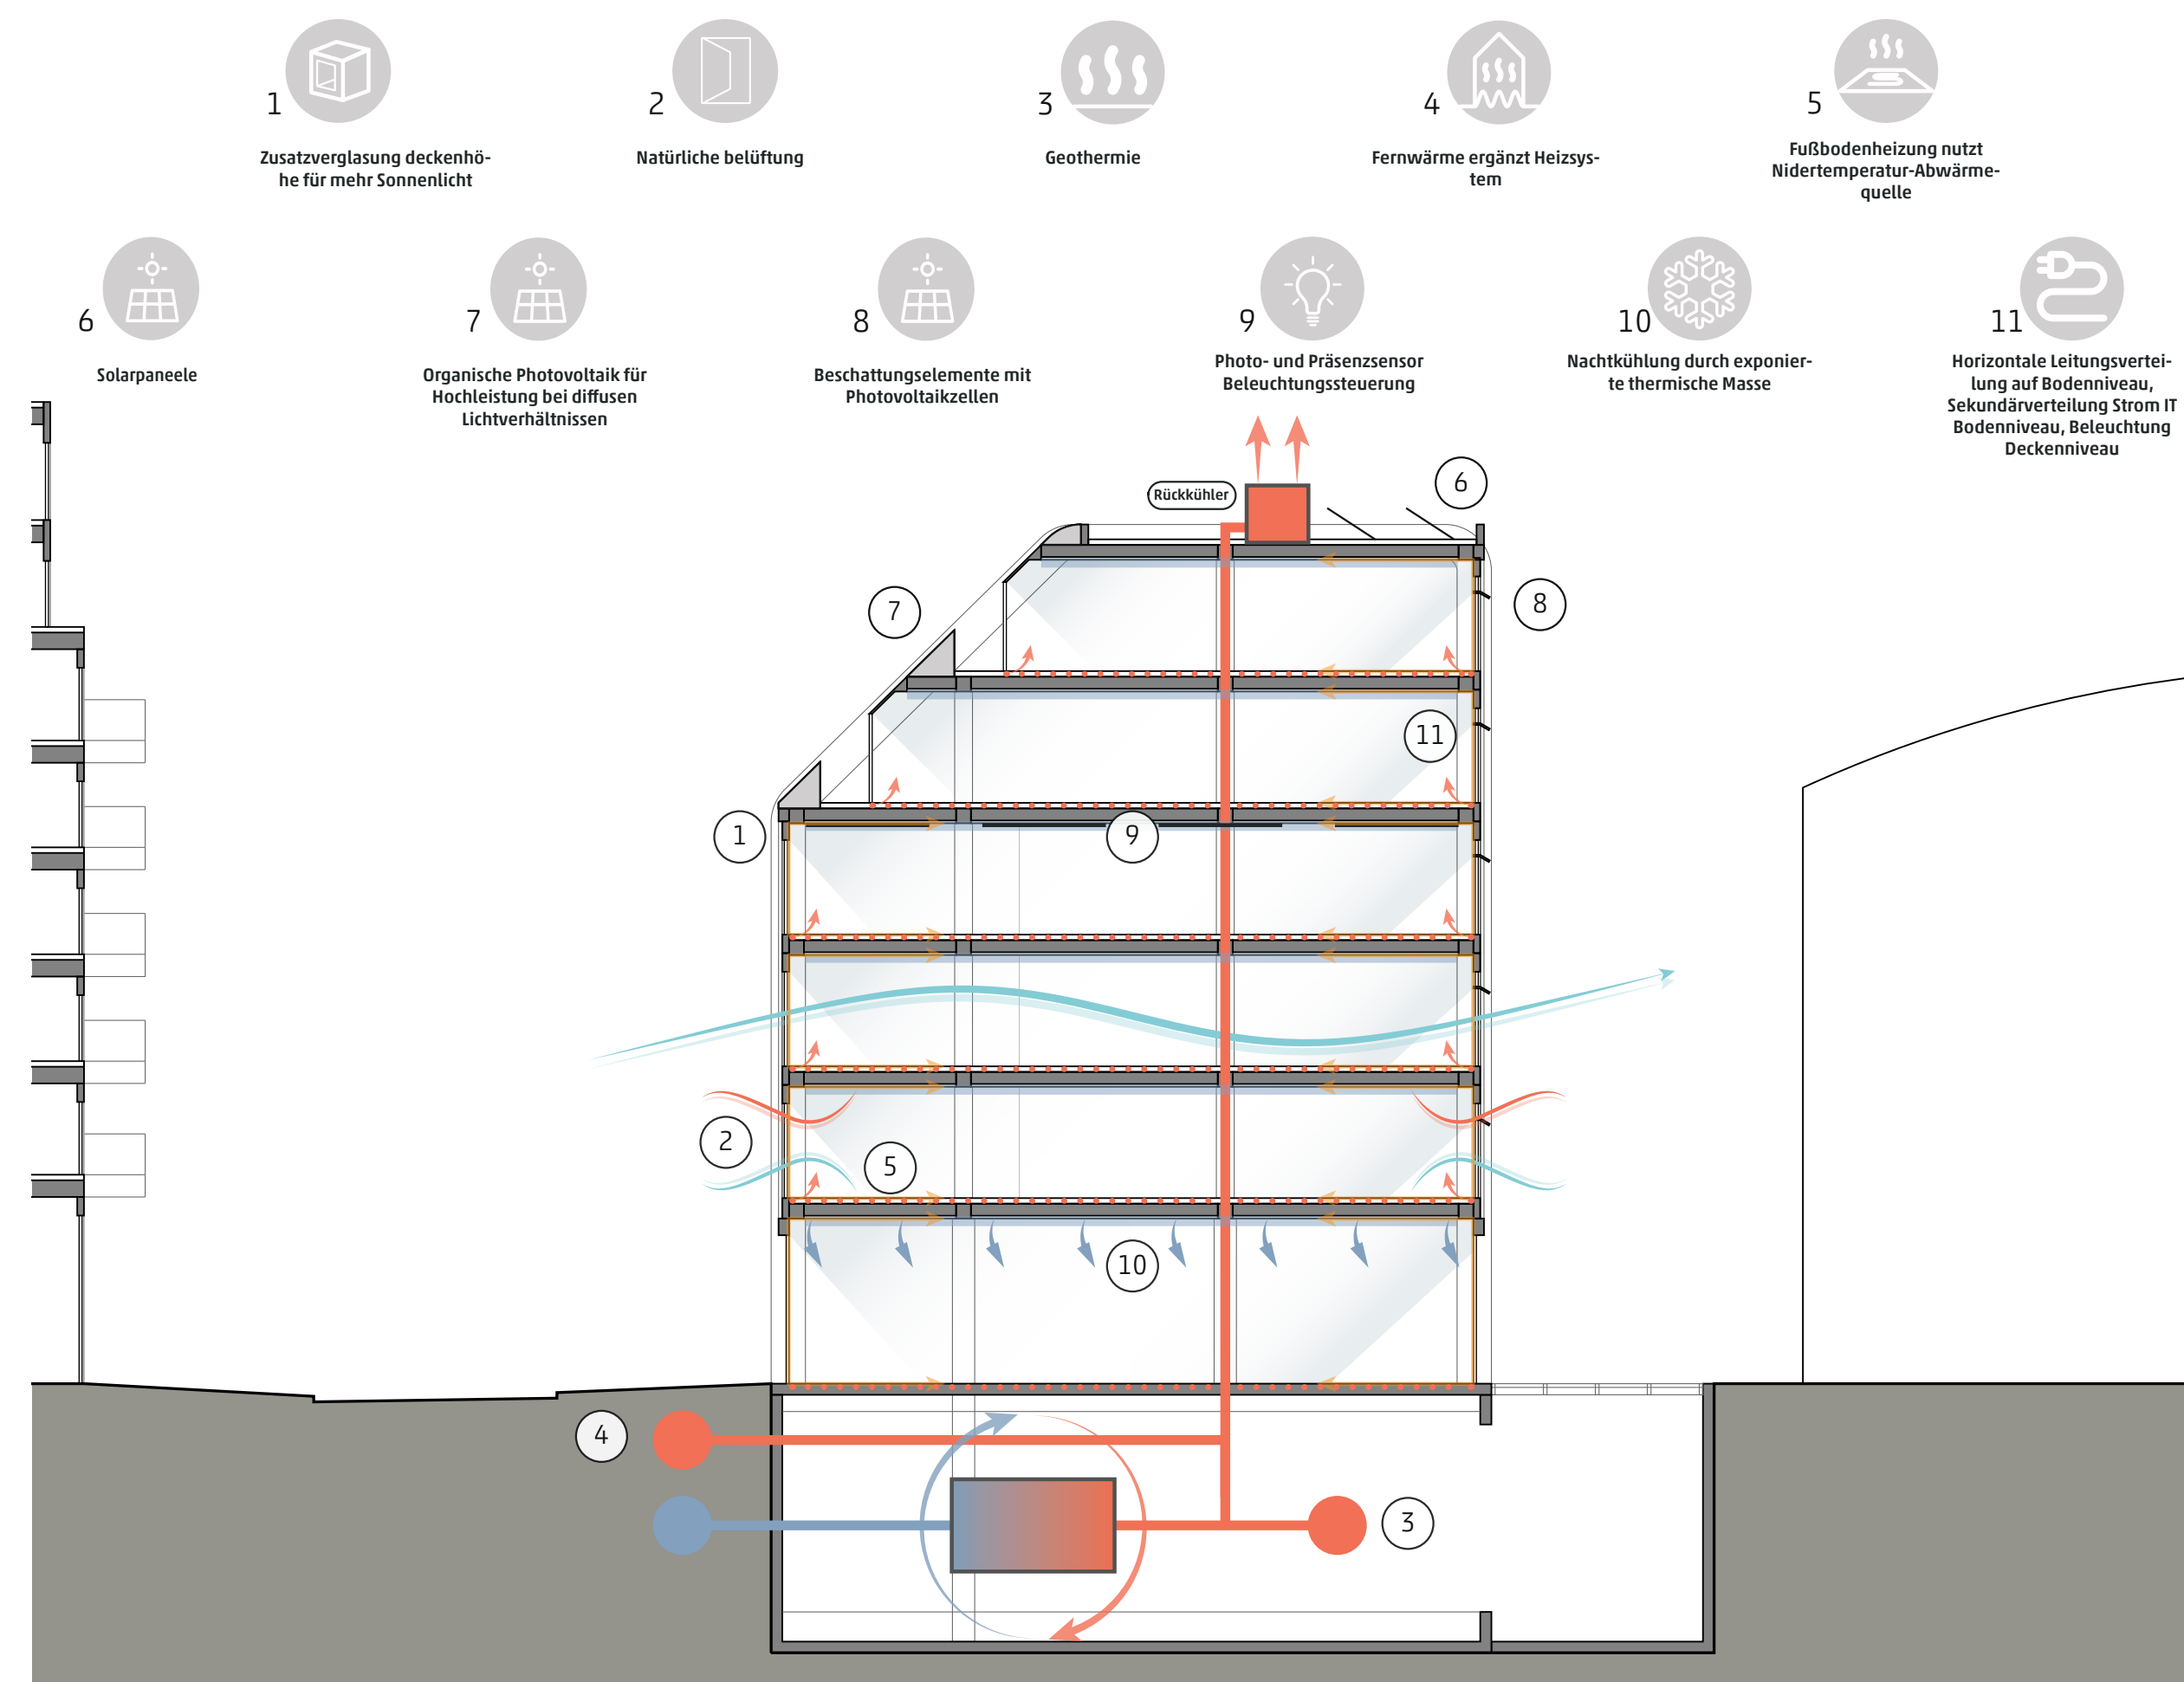 1
Zusatzverglasung deckenhö-
he für mehr Sonnenlicht
2
Natürliche belüftung
3
Geothermie
4
Fernwärme ergänzt Heizsys-
tem
5
Fußbodenheizung nutzt
Nidertemperatur-Abwärme-
quelle
6
Solarpaneele
7
Organische Photovoltaik für
Hochleistung bei diffusen
Lichtverhältnissen
8
Beschattungselemente mit
Photovoltaikzellen
9
Photo- und Präsenzsensor
Beleuchtungssteuerung
10
Nachtkühlung durch exponier-
te thermische Masse
11
Horizontale Leitungsvertei-
lung auf Bodenniveau,
Sekundärverteilung Strom IT
Bodenniveau, Beleuchtung
Deckenniveau
Rückkühler
6
7
8
11
1
9
2
5
10
4
3